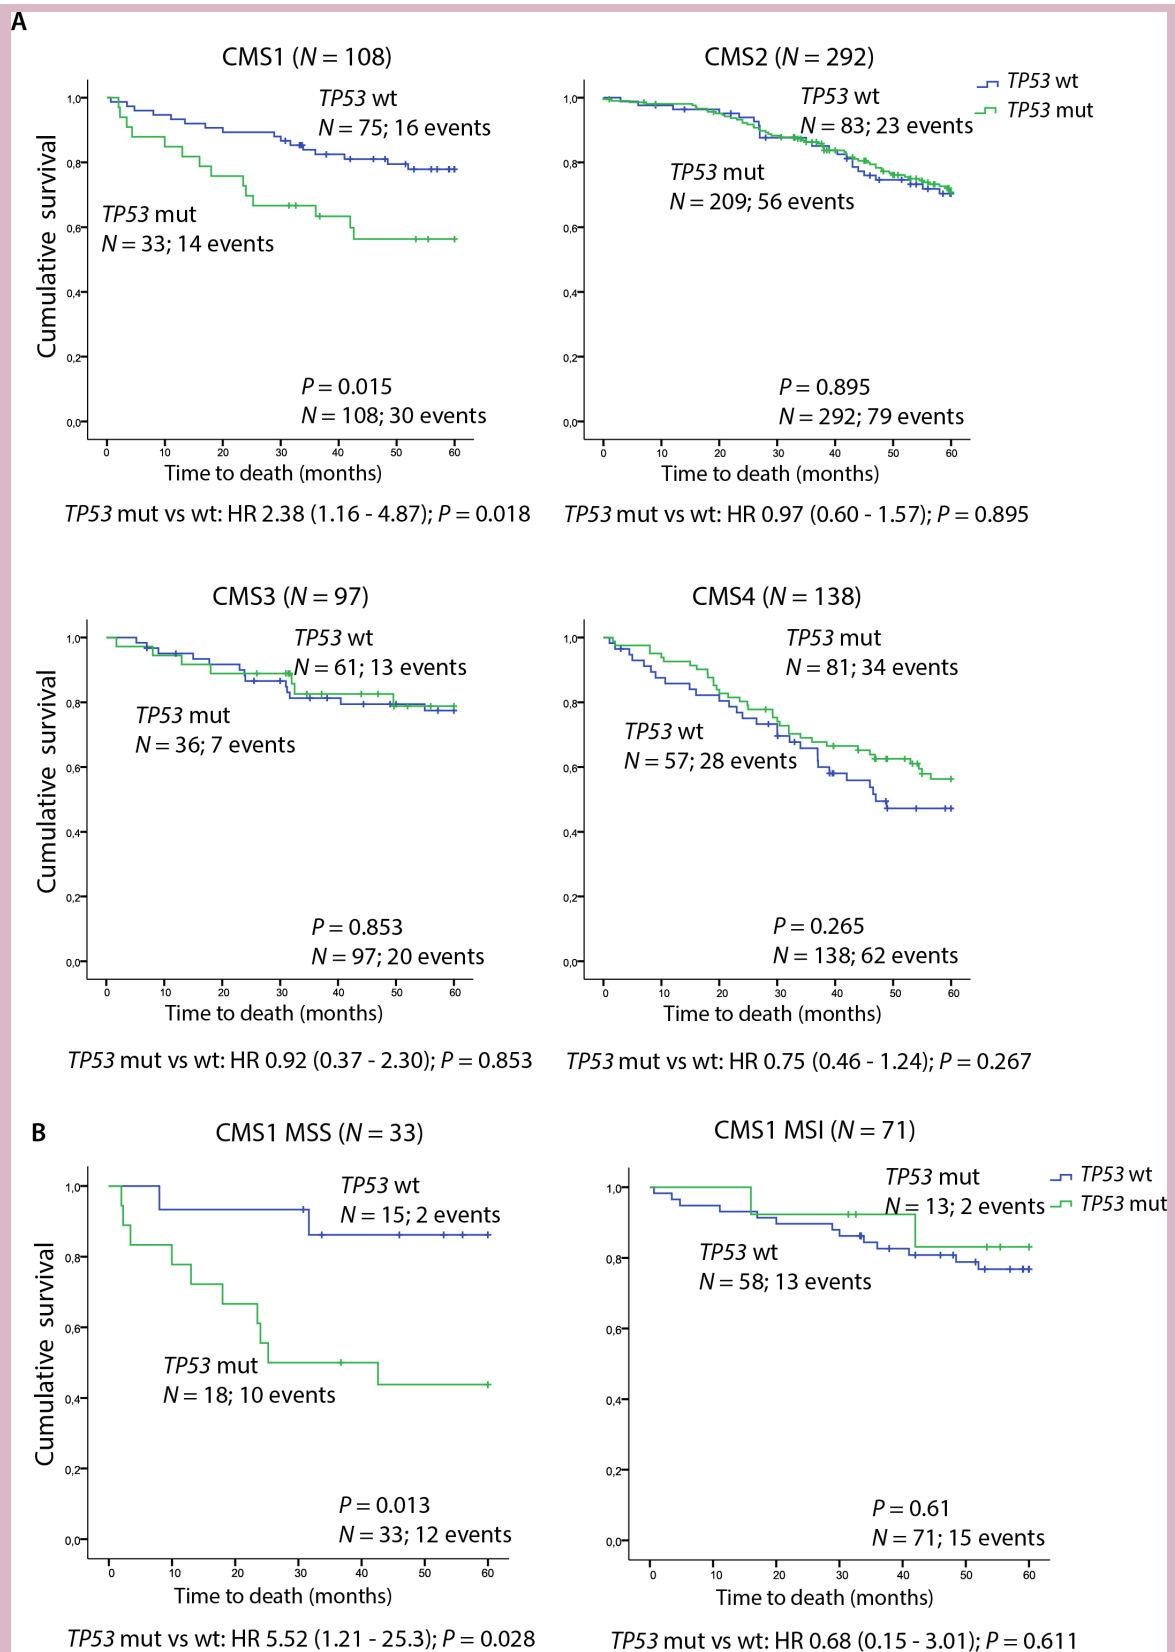 A
CMS1 (N = 108)
Cumulative survival
1,0
0,8
0,6
0,4
0,2
0,0
TP53 wt
N = 75; 16 events
TP53 mut
N = 33; 14 events
P = 0.015
N = 108; 30 events
0 10 20 30 40 50 60
Time to death (months)
TP53 mut vs wt: HR 2.38 (1.16 - 4.87); P = 0.018
CMS2 (N = 292)
TP53 wt
TP53 mut
1,0
0,8
0,6
0,4
0,2
0,0
TP53 wt
N = 83; 23 events
TP53 mut
N = 209; 56 events
P = 0.895
N = 292; 79 events
0 10 20 30 40 50 60
Time to death (months)
TP53 mut vs wt: HR 0.97 (0.60 - 1.57); P = 0.895
CMS3 (N = 97)
Cumulative survival
1,0
0,8
0,6
0,4
0,2
0,0
TP53 wt
N = 61; 13 events
TP53 mut
N = 36; 7 events
P = 0.853
N = 97; 20 events
0 10 20 30 40 50 60
Time to death (months)
TP53 mut vs wt: HR 0.92 (0.37 - 2.30); P = 0.853
CMS4 (N = 138)
1,0
0,8
0,6
0,4
0,2
0,0
TP53 mut
N = 81; 34 events
TP53 wt
N = 57; 28 events
P = 0.265
N = 138; 62 events
0 10 20 30 40 50 60
Time to death (months)
TP53 mut vs wt: HR 0.75 (0.46 - 1.24); P = 0.267
B
CMS1 MSS (N = 33)
Cumulative survival
1,0
0,8
0,6
0,4
0,2
0,0
TP53 wt
N = 15; 2 events
TP53 mut
N = 18; 10 events
P = 0.013
N = 33; 12 events
0 10 20 30 40 50 60
Time to death (months)
TP53 mut vs wt: HR 5.52 (1.21 - 25.3); P = 0.028
CMS1 MSI (N = 71)
TP53 wt
TP53 mut
1,0
0,8
0,6
0,4
0,2
0,0
TP53 mut
N = 13; 2 events
TP53 wt
N = 58; 13 events
P = 0.61
N = 71; 15 events
0 10 20 30 40 50 60
Time to death (months)
TP53 mut vs wt: HR 0.68 (0.15 - 3.01); P = 0.611